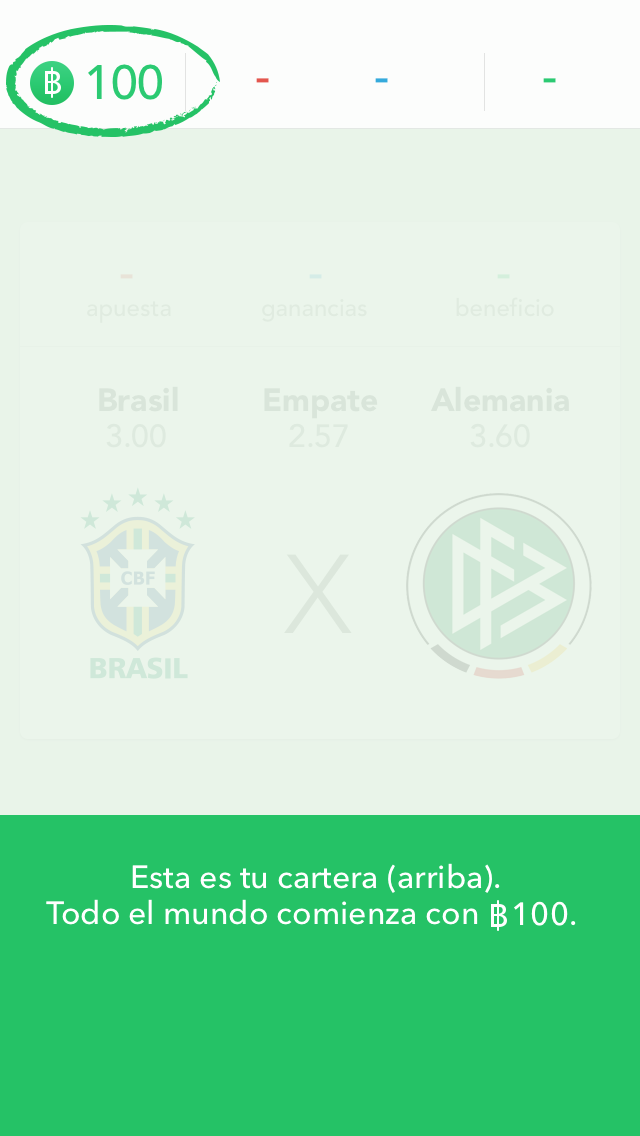 ฿ 100 - - -
- - -
apuesta ganancias beneficio
Brasil Empate Alemania
3.00 2.57 3.60
CBF
X
BRASIL
Esta es tu cartera (arriba).
Todo el mundo comienza con ฿100.